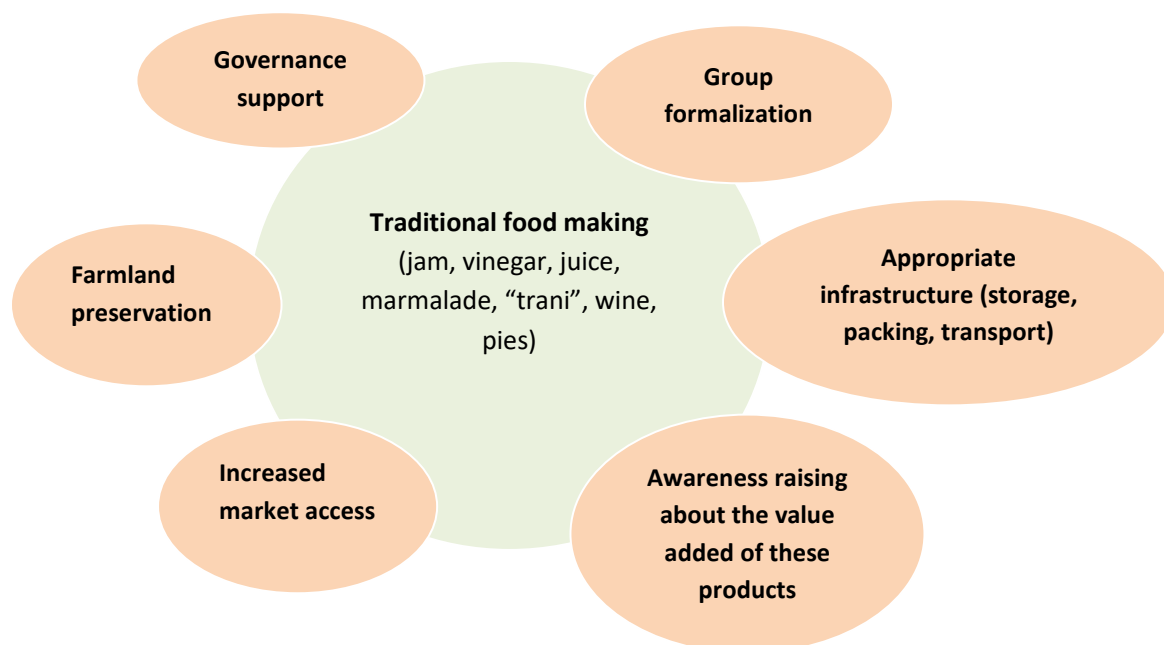 Governance
support
Group
formalization
Traditional food making
(jam, vinegar, juice,
marmalade, “trani”, wine,
pies)
Farmland
preservation
Appropriate
infrastructure (storage,
packing, transport)
Increased
market access
Awareness raising
about the value
added of these
products